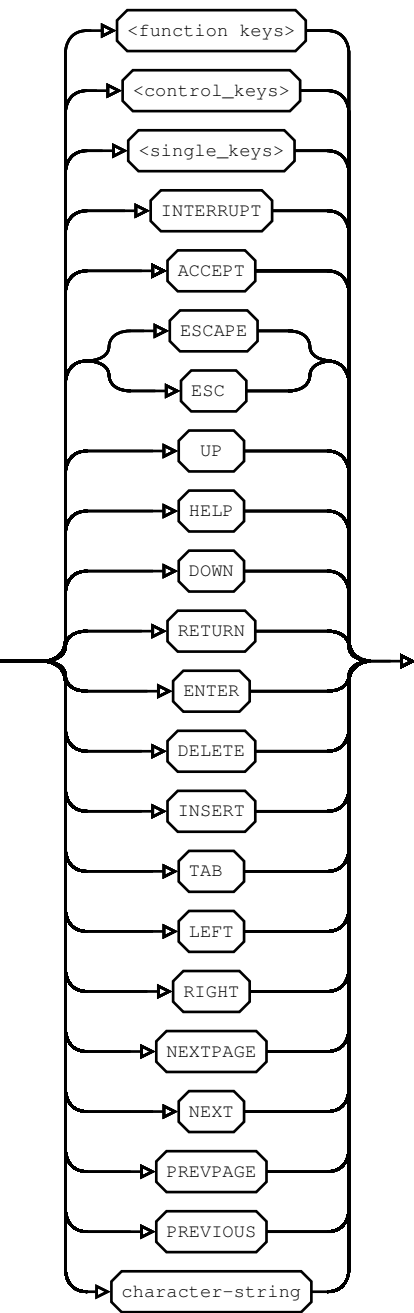 <function keys>
<control_keys>
<single_keys>
INTERRUPT
ACCEPT
ESCAPE
ESC
UP
HELP
DOWN
RETURN
ENTER
DELETE
INSERT
TAB
LEFT
RIGHT
NEXTPAGE
NEXT
PREVPAGE
PREVIOUS
character-string